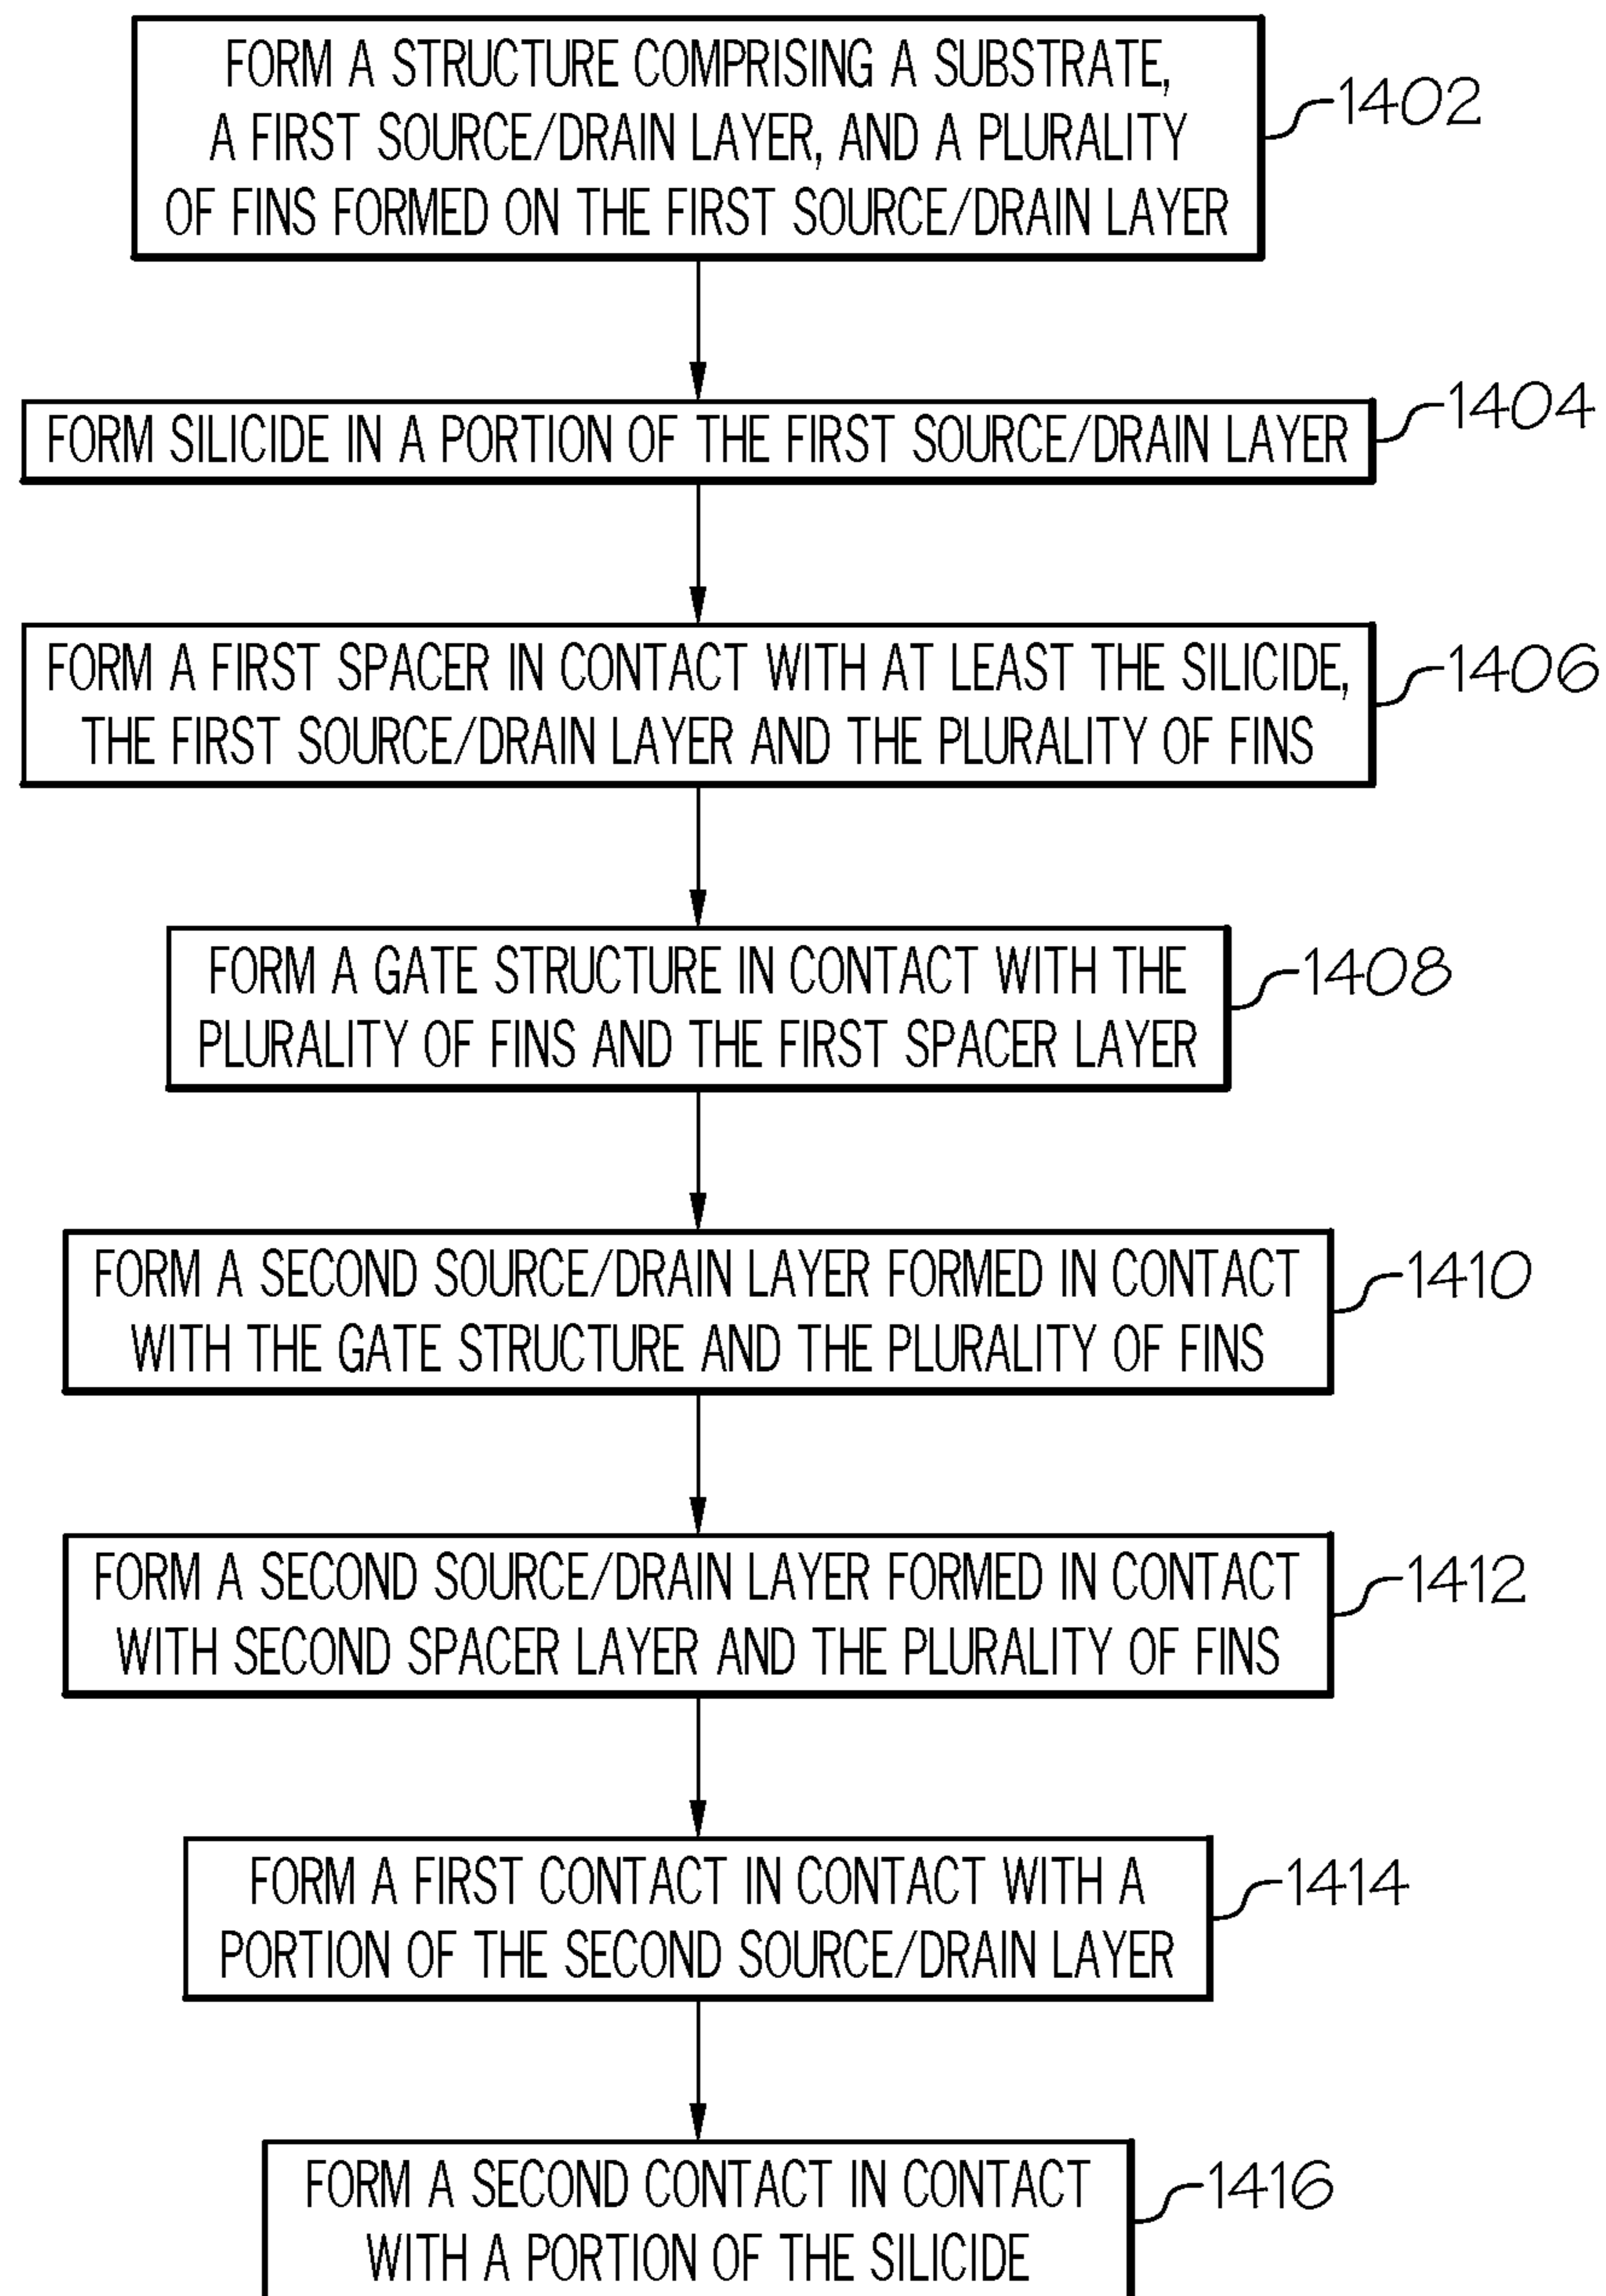 FORM A STRUCTURE COMPRISING A SUBSTRATE,
A FIRST SOURCE/DRAIN LAYER, AND A PLURALITY
OF FINS FORMED ON THE FIRST SOURCE/DRAIN LAYER
1402
FORM SILICIDE IN A PORTION OF THE FIRST SOURCE/DRAIN LAYER
1404
FORM A FIRST SPACER IN CONTACT WITH AT LEAST THE SILICIDE,
THE FIRST SOURCE/DRAIN LAYER AND THE PLURALITY OF FINS
1406
FORM A GATE STRUCTURE IN CONTACT WITH THE
PLURALITY OF FINS AND THE FIRST SPACER LAYER
1408
FORM A SECOND SOURCE/DRAIN LAYER FORMED IN CONTACT
WITH THE GATE STRUCTURE AND THE PLURALITY OF FINS
1410
FORM A SECOND SOURCE/DRAIN LAYER FORMED IN CONTACT
WITH SECOND SPACER LAYER AND THE PLURALITY OF FINS
1412
FORM A FIRST CONTACT IN CONTACT WITH A
PORTION OF THE SECOND SOURCE/DRAIN LAYER
1414
FORM A SECOND CONTACT IN CONTACT
WITH A PORTION OF THE SILICIDE
1416